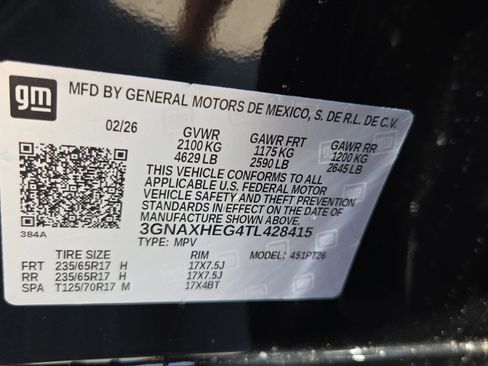 gm
MFD BY GENERAL MOTORS DE MEXICO, S. DE R.L. DE C.V.
02/26 GVWR GAWR FRT GAWR RR
2100 KG 1175 KG 1200 KG
4629 LB 2590 LB 2645 LB
THIS VEHICLE CONFORMS TO ALL
APPLICABLE U.S. FEDERAL MOTOR
VEHICLE SAFETY AND THEFT PREVENTION
STANDARDS IN EFFECT ON THE DATE OF
MANUFACTURE SHOWN ABOVE.
384A 3GNAXHEG4TL428415
TYPE: MPV MODEL: 451PT26
TIRE SIZE RIM
FRT 235/65R17 H 17X7.5J
RR 235/65R17 H 17X7.5J
SPA T125/70R17 M 17X4BT